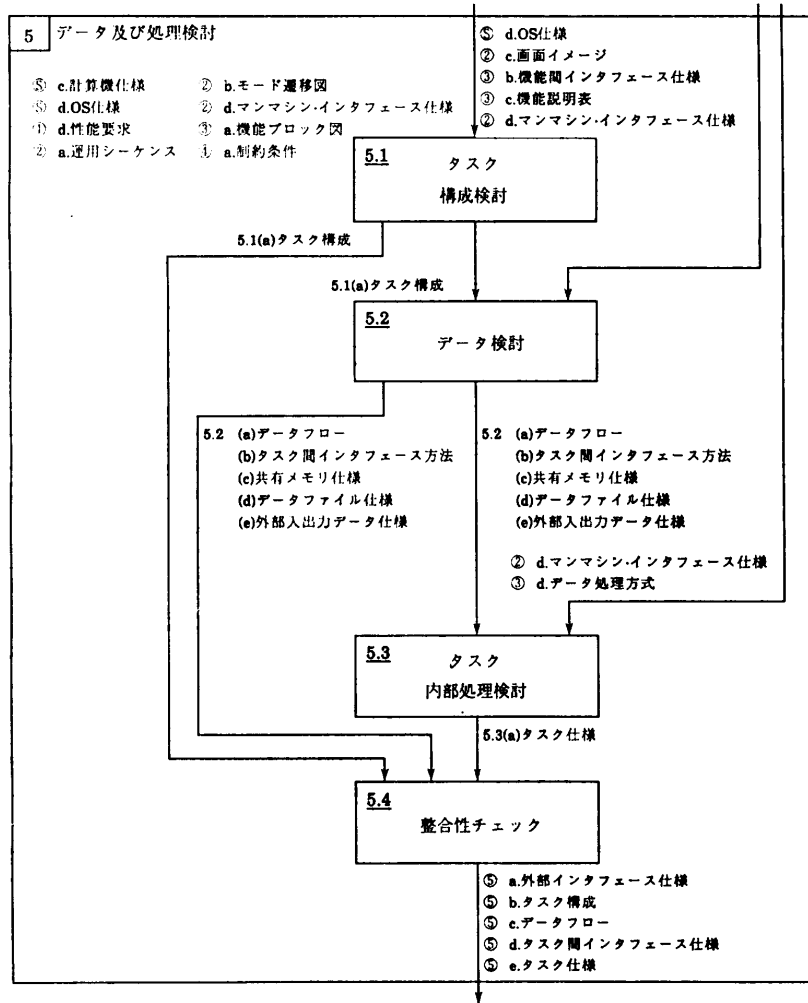 5 データ及び処理検討
⑤ c.計算機仕様
⑤ d.OS仕様
① d.性能要求
② a.運用シーケンス
② b.モード遷移図
② d.マンマシン・インタフェース仕様
③ a.機能ブロック図
a.制約条件
⑤ d.OS仕様
② c.画面イメージ
③ b.機能間インタフェース仕様
③ c.機能説明表
② d.マンマシン・インタフェース仕様
5.1
タスク
構成検討
5.1(a)タスク構成
5.1(a)タスク構成
5.2
データ検討
5.2 (a)データフロー
(b)タスク間インタフェース方法
(c)共有メモリ仕様
(d)データファイル仕様
(e)外部入出力データ仕様
5.2 (a)データフロー
(b)タスク間インタフェース方法
(c)共有メモリ仕様
(d)データファイル仕様
(e)外部入出力データ仕様
② d.マンマシン・インタフェース仕様
③ d.データ処理方式
5.3
タスク
内部処理検討
5.3(a)タスク仕様
5.4
整合性チェック
⑤ a.外部インタフェース仕様
⑤ b.タスク構成
⑤ c.データフロー
⑤ d.タスク間インタフェース仕様
⑤ e.タスク仕様